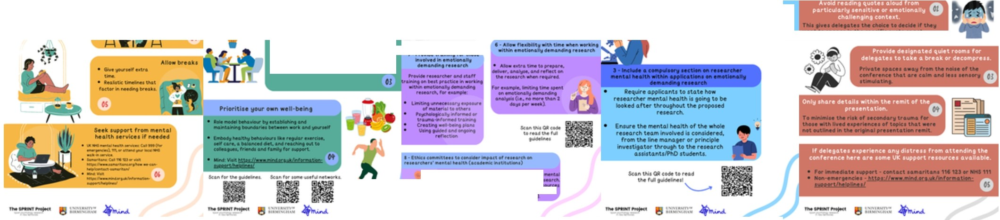 Allow breaks
Give yourself extra
time.
Realistic timelines that
factor in needing breaks.
05
Seek support from mental
health services if needed
UK NHS mental health services: Call 999 (for
emergencies), 111, or attend your local NHS
walk-in service.
Samaritans: Call 116 123 or visit
https://www.samaritans.org/how-we-can-
help/contact-samaritan/
Mind: Visit
https://www.mind.org.uk/information-
support/helplines/
06
The SPRINT Project
UNIVERSITY OF
BIRMINGHAM
mind
03
Prioritise your own well-being
Role model behaviour by establishing and
maintaining boundaries between work and yourself
Embody healthy behaviours like regular exercise,
self care, a balanced diet, and reaching out to
colleagues, friends and family for support.
Mind: Visit https://www.mind.org.uk/information-
support/helplines/
04
Scan for the guidelines.
Scan for some useful networks.
The SPRINT Project
UNIVERSITY OF
BIRMINGHAM
mind
involved in emotionally
demanding research
Provide researcher and staff
training on best practice in working
within emotionally demanding
research, for example:
Limiting unnecessary exposure
of material to others
Psychologically informed or
trauma-informed training
Creating well-being plans
Using guided and ongoing
reflection
6 - Allow flexibility with time when working
within emotionally demanding research
Allow extra time to prepare,
deliver, analyse, and reflect on
the research when required.
For example, limiting time spent
on emotionally demanding
analysis (i.e., no more than 2
days per week).
Scan this QR code
to read the full
guidelines
8 - Ethics committees to consider impact of research on
researchers' mental health (academic institutions)
mental
3 - Include a compulsory section on researcher
mental health within applications on emotionally
demanding research
Require applicants to state how
researcher mental health is going to be
looked after throughout the proposed
research.
Ensure the mental health of the whole
research team involved is considered,
from the line manager or principle
investigator through to the research
assistants/PhD students.
Scan this QR code to read
the full guidelines!
The SPRINT Project
UNIVERSITY OF
BIRMINGHAM
mind
Avoid reading quotes aloud from
particularly sensitive or emotionally
challenging context.
02
This gives delegates the choice to decide if they
Provide designated quiet rooms for
delegates to take a break or decompress.
Private spaces away from the noise of the
conference that are calm and less sensory
stimulating.
03
Only share details within the remit of the
presentation.
04
To minimise the risk of secondary trauma for
those with lived experiences of topics that were
not outlined in the original presentation remit.
If delegates experience any distress from attending the
conference here are some UK support resources available.
For immediate support - contact samaritans 116 123 or NHS 111
Non-emergencies - https://www.mind.org.uk/information-
support/helplines/
05
The SPRINT Project
UNIVERSITY OF
BIRMINGHAM
mind